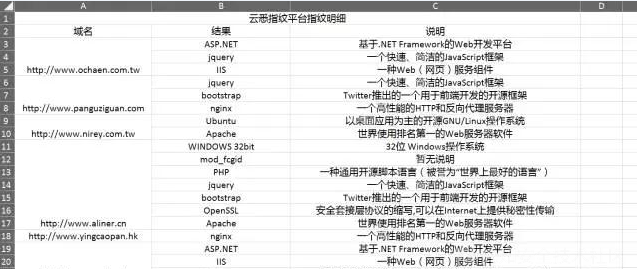 A B C D E
1 云悉指纹平台指纹明细
2 域名 结果 说明
3 ASP.NET 基于.NET Framework的Web开发平台
4 jquery 一个快速、简洁的JavaScript框架
5 http://www.ochaen.com.tw IIS 一种Web（网页）服务组件
6 jquery 一个快速、简洁的JavaScript框架
7 bootstrap Twitter推出的一个用于前端开发的开源框架
8 http://www.panguziguan.com nginx 一个高性能的HTTP和反向代理服务器
9 Ubuntu 以桌面应用为主的开源GNU/Linux操作系统
10 http://www.nirey.com.tw Apache 世界使用排名第一的Web服务器软件
11 WINDOWS 32bit 32位 Windows操作系统
12 mod_fcgid 暂无说明
13 PHP 一种通用开源脚本语言（被誉为“世界上最好的语言”）
14 jquery 一个快速、简洁的JavaScript框架
15 bootstrap Twitter推出的一个用于前端开发的开源框架
16 OpenSSL 安全套接层协议的缩写,可以在Internet上提供秘密性传输
17 http://www.aliner.cn Apache 世界使用排名第一的Web服务器软件
18 http://www.yingcaopan.hk nginx 一个高性能的HTTP和反向代理服务器
19 ASP.NET 基于.NET Framework的Web开发平台
20 IIS 一种Web（网页）服务组件